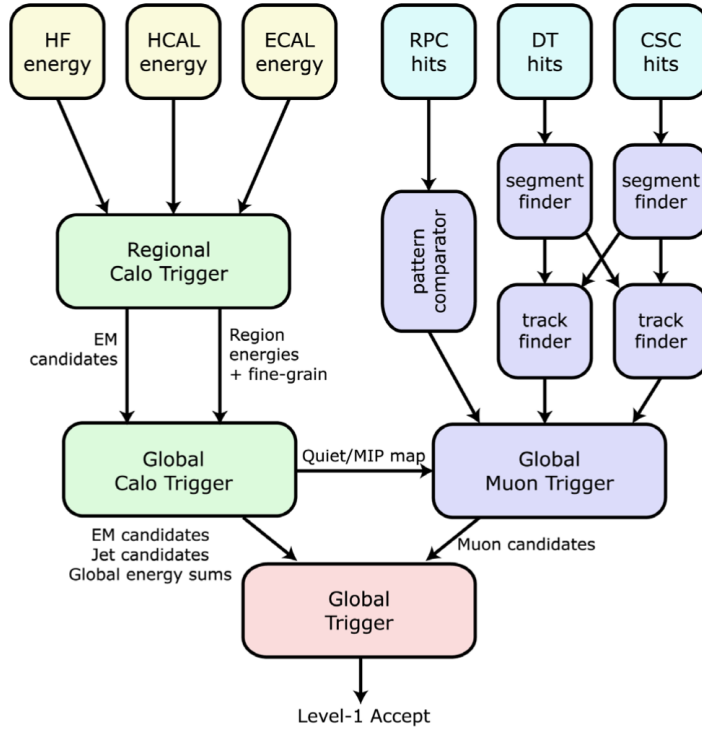 HF
energy
HCAL
energy
ECAL
energy
RPC
hits
DT
hits
CSC
hits
segment
finder
segment
finder
pattern
comparator
Regional
Calo Trigger
track
finder
track
finder
EM
candidates
Region
energies
+ fine-grain
Global
Calo Trigger
Quiet/MIP map
Global
Muon Trigger
EM candidates
Jet candidates
Global energy sums
Muon candidates
Global
Trigger
Level-1 Accept